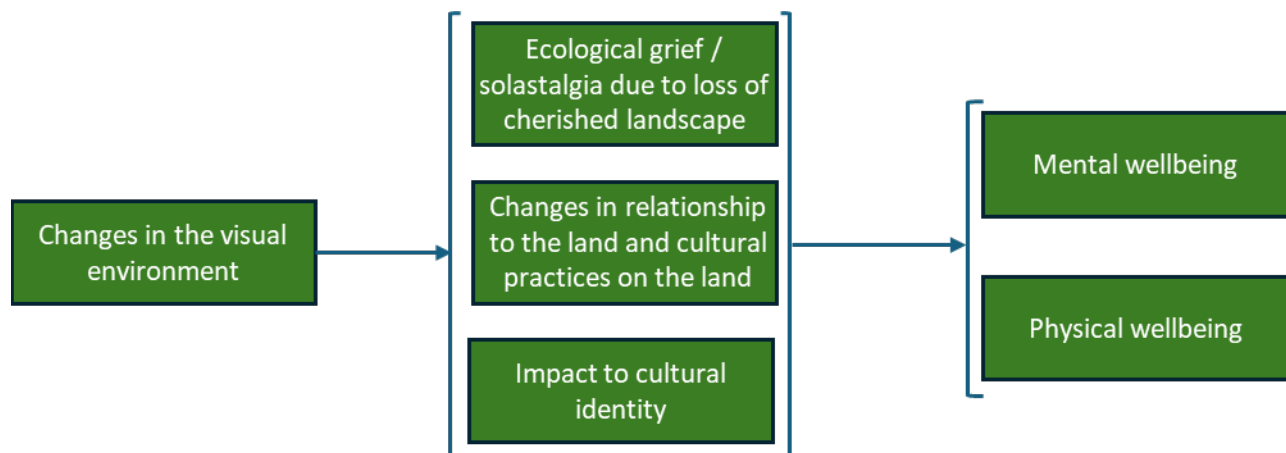 Changes in the visual
environment
Ecological grief /
solastalgia due to loss of
cherished landscape
Changes in relationship
to the land and cultural
practices on the land
Impact to cultural
identity
Mental wellbeing
Physical wellbeing